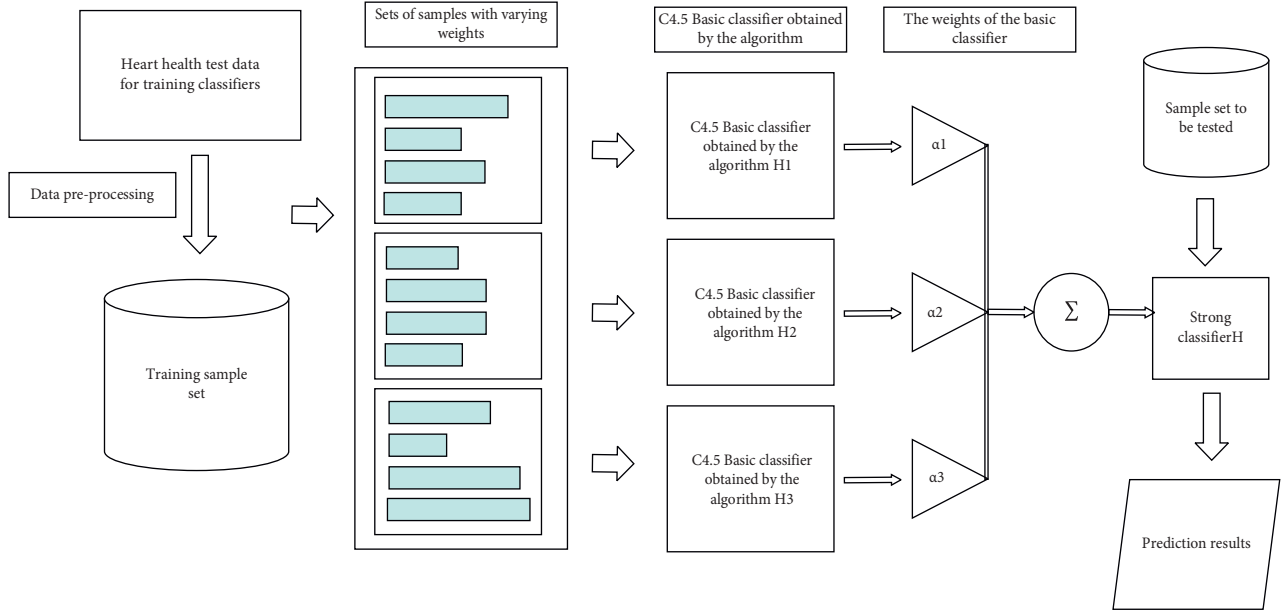 Heart health test data
for training classifiers
Data pre-processing
Training sample
set
Sets of samples with varying
weights
C4.5 Basic classifier obtained
by the algorithm
C4.5 Basic classifier
obtained by the
algorithm H1
C4.5 Basic classifier
obtained by the
algorithm H2
C4.5 Basic classifier
obtained by the
algorithm H3
The weights of the basic
classifier
α1
α2
α3
Σ
Sample set to
be tested
Strong
classifierH
Prediction results